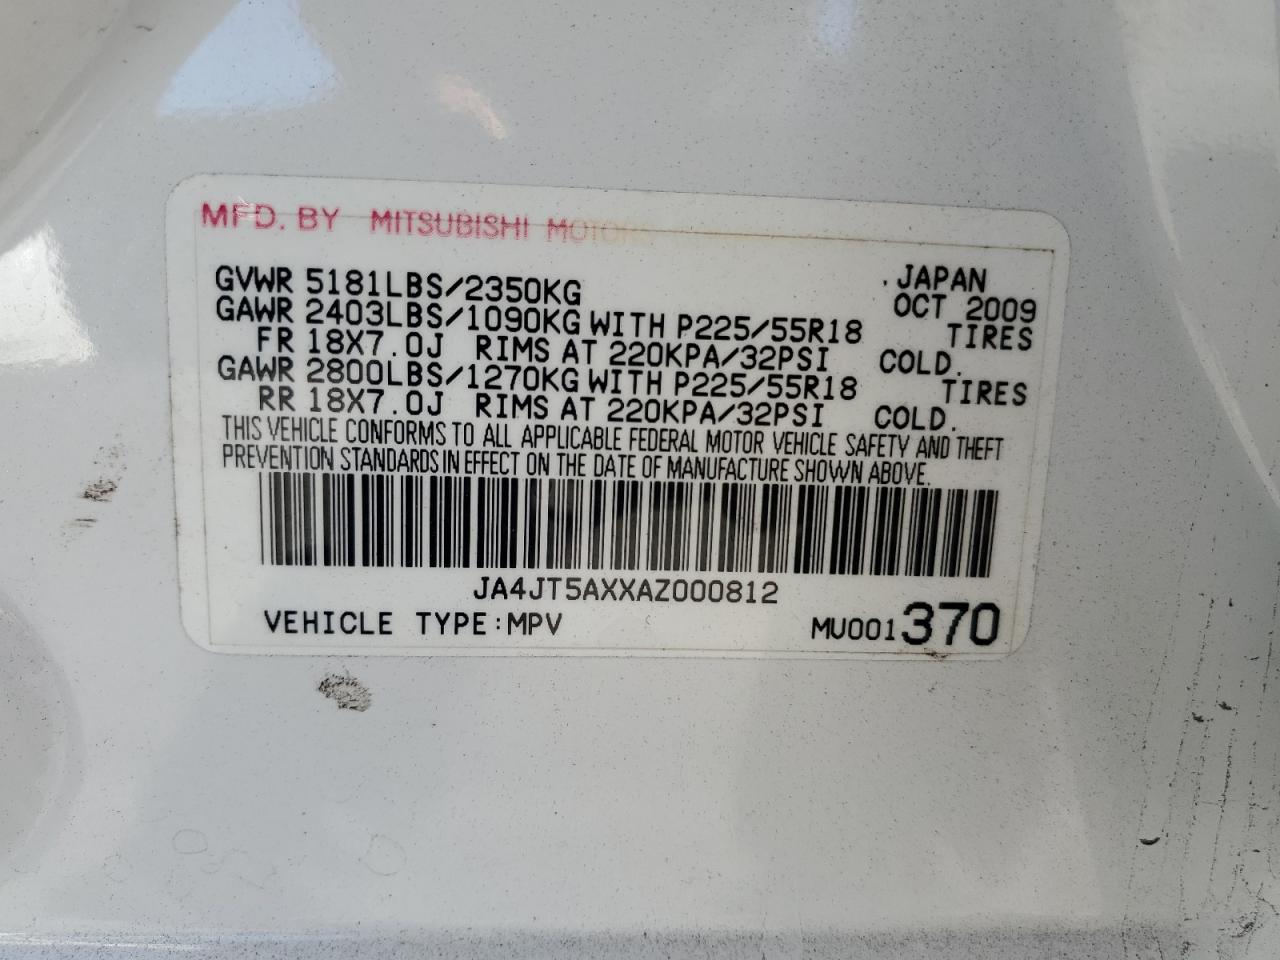 MFD. BY MITSUBISHI MOTORS
GVWR 5181LBS/2350KG JAPAN
OCT 2009
GAWR 2403LBS/1090KG WITH P225/55R18 TIRES
FR 18X7.0J RIMS AT 220KPA/32PSI COLD.
GAWR 2800LBS/1270KG WITH P225/55R18 TIRES
RR 18X7.0J RIMS AT 220KPA/32PSI COLD.
THIS VEHICLE CONFORMS TO ALL APPLICABLE FEDERAL MOTOR VEHICLE SAFETY AND THEFT
PREVENTION STANDARDS IN EFFECT ON THE DATE OF MANUFACTURE SHOWN ABOVE.
JA4JT5AXXAZ000812
VEHICLE TYPE:MPV MU001370